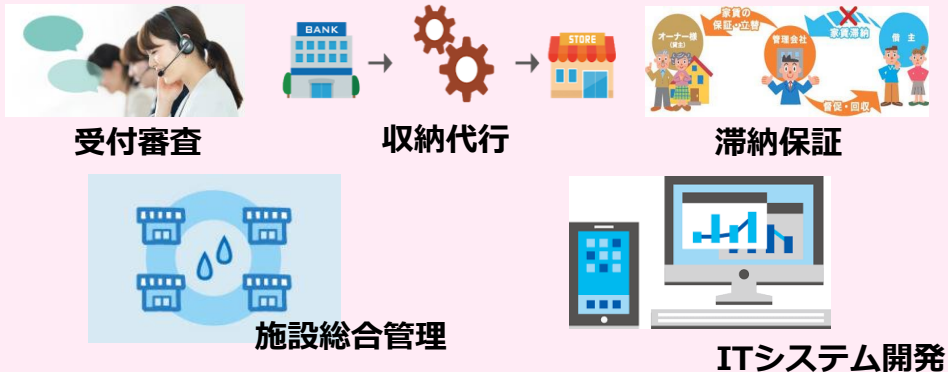 BANK
STORE
家賃の
保証・立替
家賃滞納
オーナー様
(貸主)
管理会社
借 主
督促・回収
受付審査
収納代行
滞納保証
施設総合管理
ITシステム開発